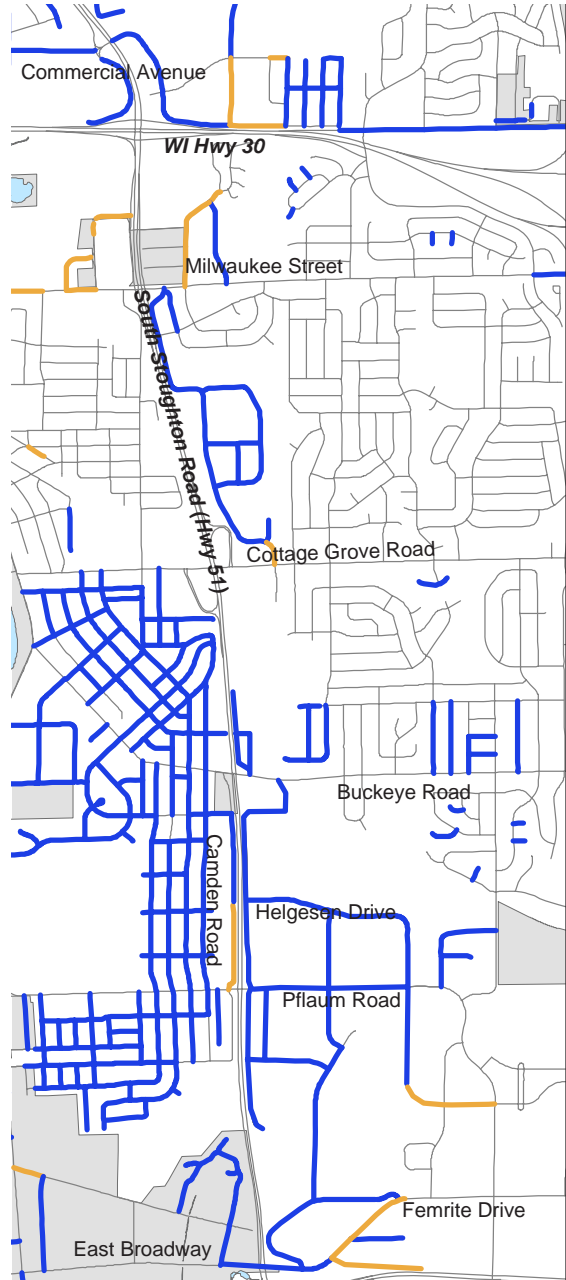 Commercial Avenue
WI Hwy 30
Milwaukee Street
South Stoughton Road (Hwy 51)
Cottage Grove Road
Buckeye Road
Camden Road
Helgesen Drive
Pflaum Road
Femrite Drive
East Broadway